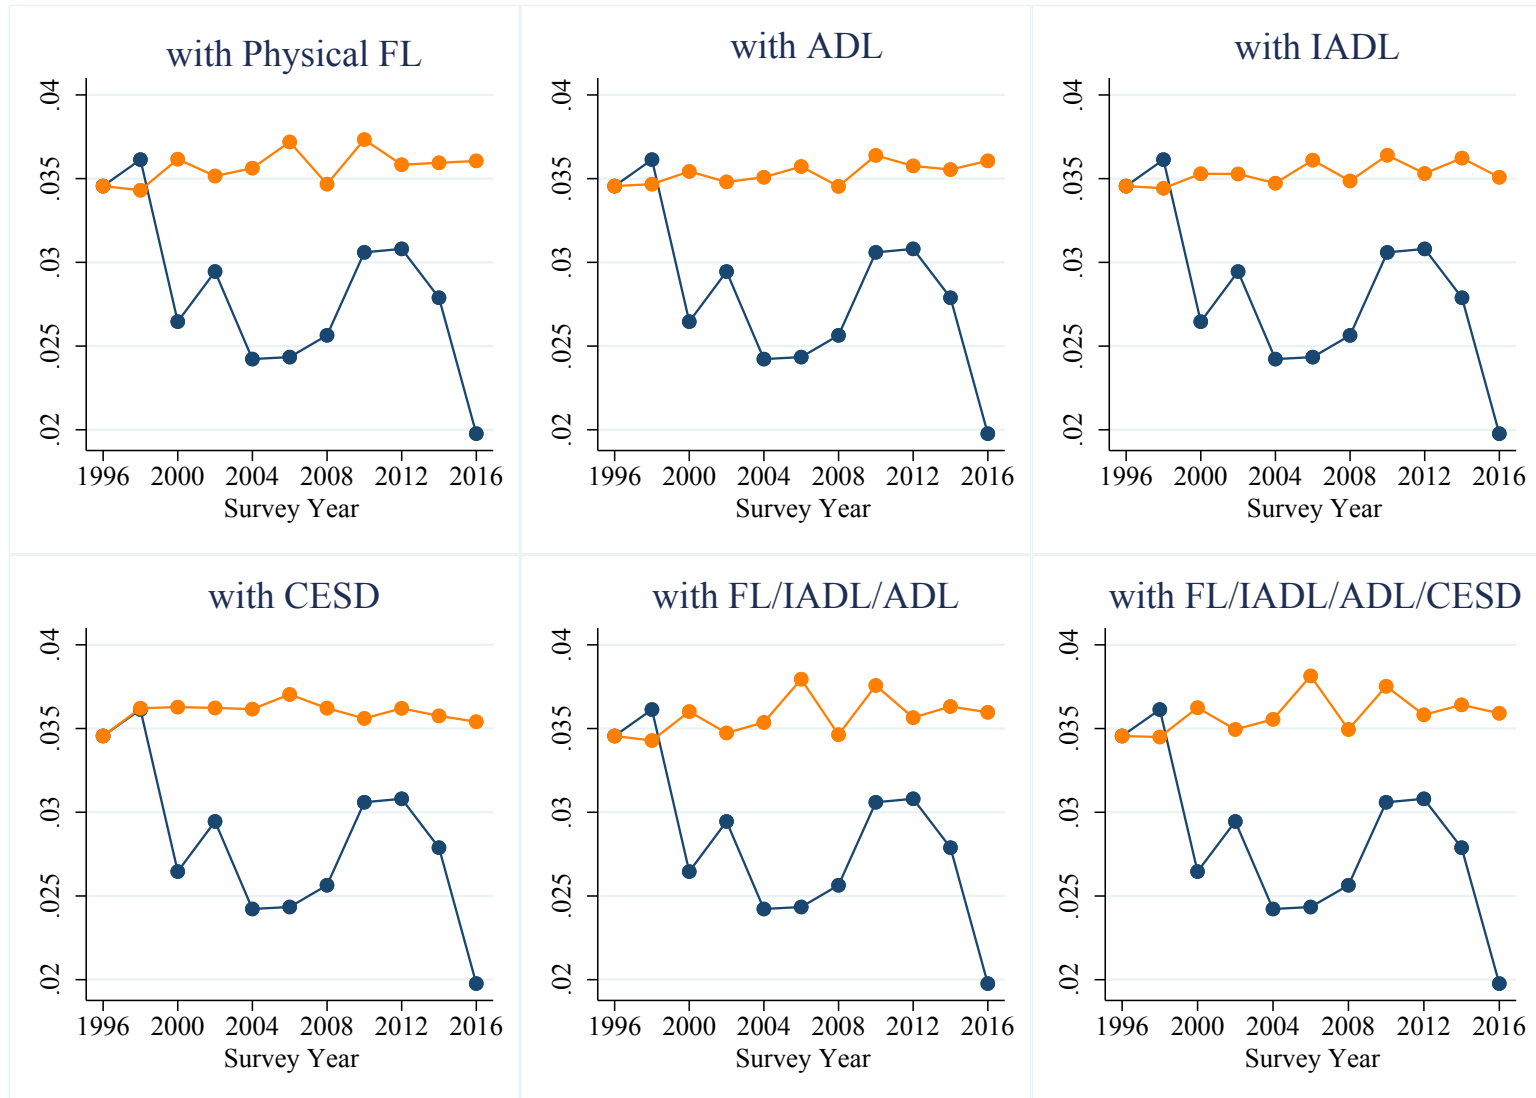 with Physical FL
.04
.035
.03
.025
.02
1996 2000 2004 2008 2012 2016
Survey Year
with ADL
.04
.035
.03
.025
.02
1996 2000 2004 2008 2012 2016
Survey Year
with IADL
.04
.035
.03
.025
.02
1996 2000 2004 2008 2012 2016
Survey Year
with CESD
.04
.035
.03
.025
.02
1996 2000 2004 2008 2012 2016
Survey Year
with FL/IADL/ADL
.04
.035
.03
.025
.02
1996 2000 2004 2008 2012 2016
Survey Year
with FL/IADL/ADL/CESD
.04
.035
.03
.025
.02
1996 2000 2004 2008 2012 2016
Survey Year